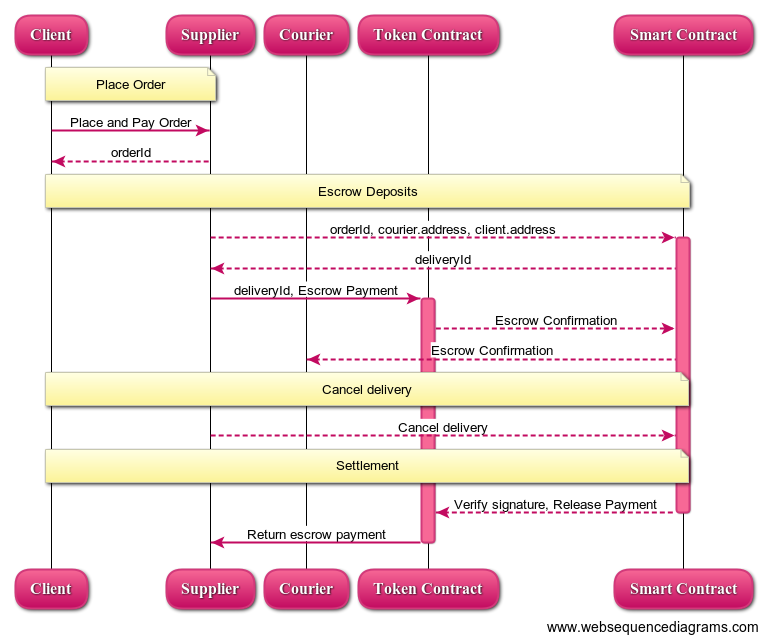 Client
Supplier
Courier
Token Contract
Smart Contract
Place Order
Place and Pay Order
orderId
Escrow Deposits
orderId, courier.address, client.address
deliveryId
deliveryId, Escrow Payment
Escrow Confirmation
Escrow Confirmation
Cancel delivery
Cancel delivery
Settlement
Verify signature, Release Payment
Return escrow payment
Client
Supplier
Courier
Token Contract
Smart Contract
www.websequencediagrams.com